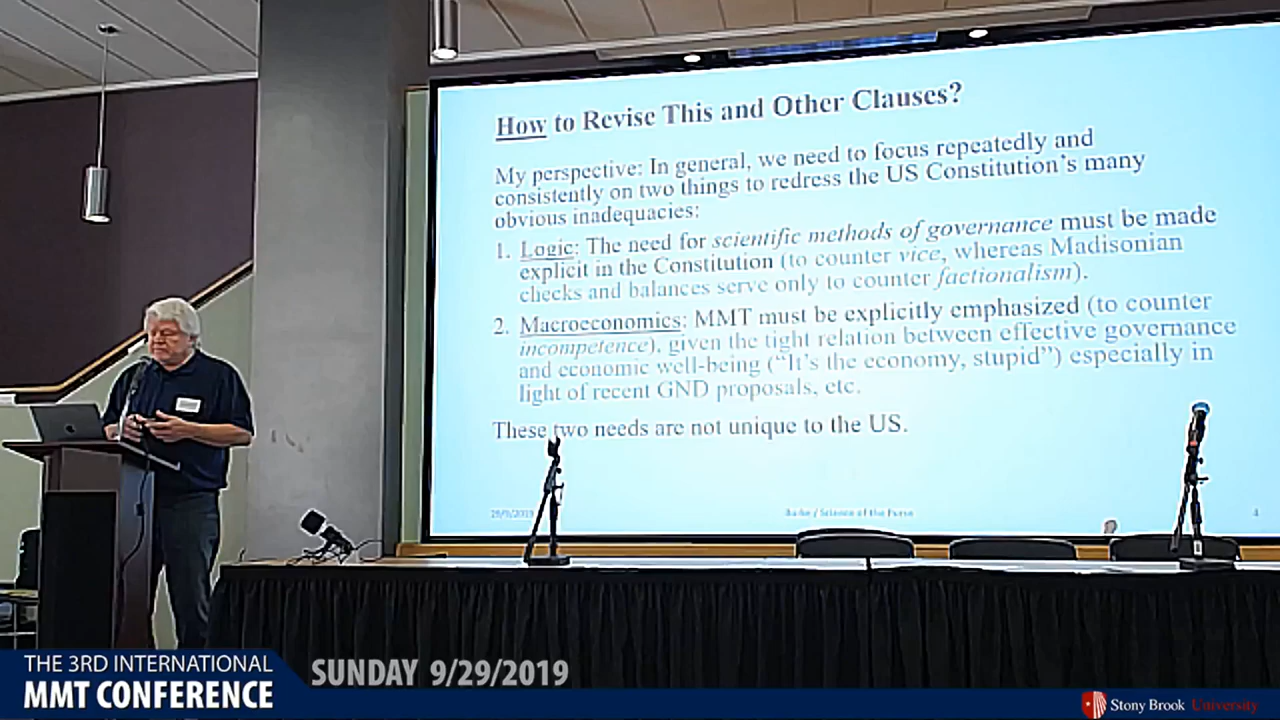 How to Revise This and Other Clauses?
My perspective: In general, we need to focus repeatedly and
consistently on two things to redress the US Constitution's many
obvious inadequacies:
1. Logic: The need for scientific methods of governance must be made
explicit in the Constitution (to counter vice, whereas Madisonian
checks and balances serve only to counter factionalism).
2. Macroeconomics: MMT must be explicitly emphasized (to counter
incompetence), given the tight relation between effective governance
and economic well-being ("It's the economy, stupid") especially in
light of recent GND proposals, etc.
These two needs are not unique to the US.
/ Science of the Purse
4
THE 3RD INTERNATIONAL
MMT CONFERENCE
SUNDAY 9/29/2019
Stony Brook University